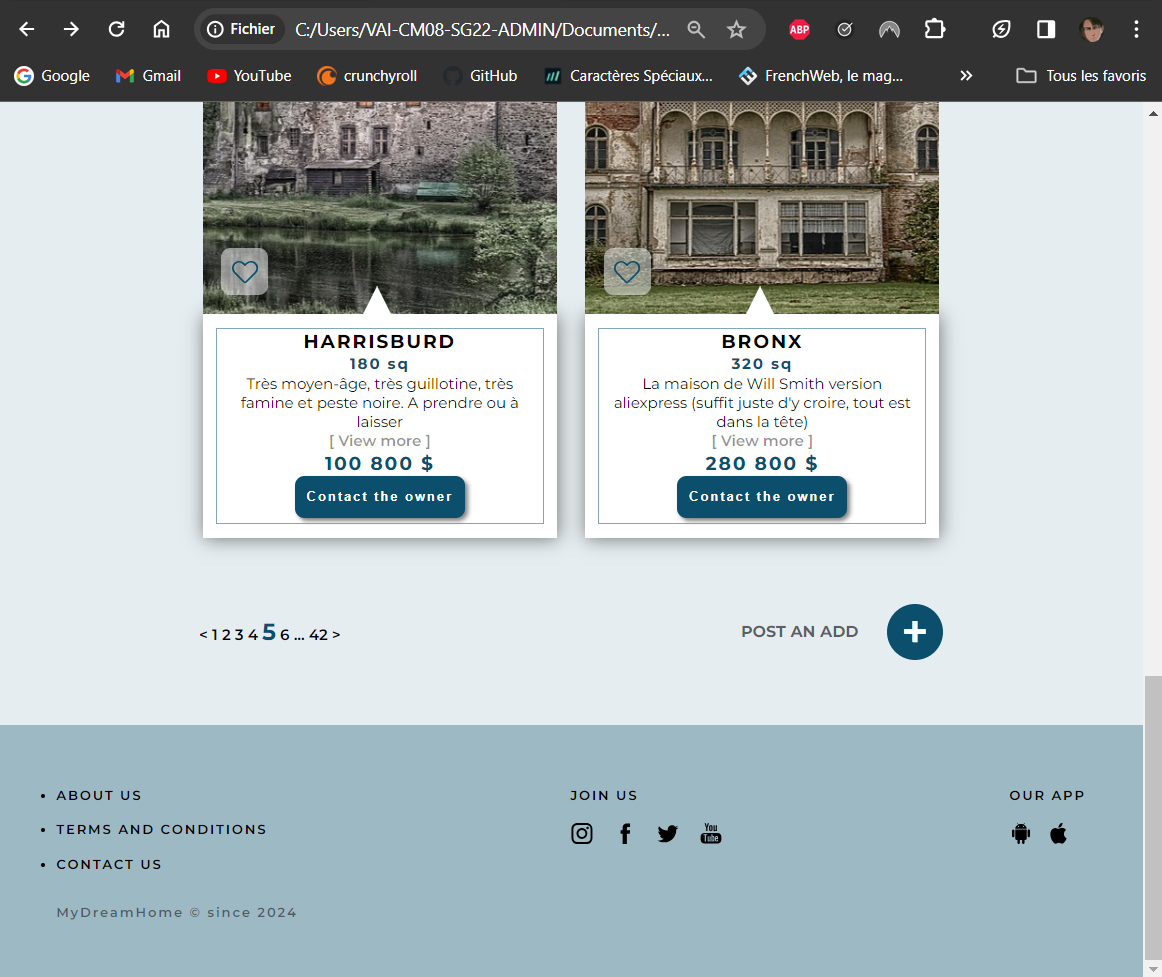 Fichier C:/Users/VAI-CM08-SG22-ADMIN/Documents/... ABP
Google Gmail YouTube crunchyroll GitHub Caractères Spéciaux... FrenchWeb, le mag... » Tous les favoris
HARRISBURD
180 sq
Très moyen-âge, très guillotine, très
famine et peste noire. A prendre ou à
laisser
[ View more ]
100 800 $
Contact the owner
BRONX
320 sq
La maison de Will Smith version
aliexpress (suffit juste d'y croire, tout est
dans la tête)
[ View more ]
280 800 $
Contact the owner
< 1 2 3 4 5 6 ... 42 >
POST AN ADD +
• ABOUT US
• TERMS AND CONDITIONS
• CONTACT US
MyDreamHome © since 2024
JOIN US
You Tube
OUR APP